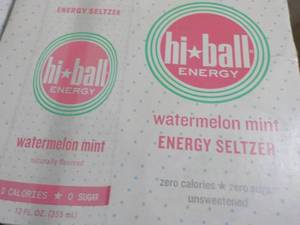 ENERGY SELTZER
hi★ball
ENERGY
watermelon mint
naturally flavored
0 CALORIES ★ 0 SUGAR
12 FL. OZ. (355 mL)
hi★ball
ENERGY
watermelon mint
ENERGY SELTZER
zero calories ★ zero sugar
unsweetened